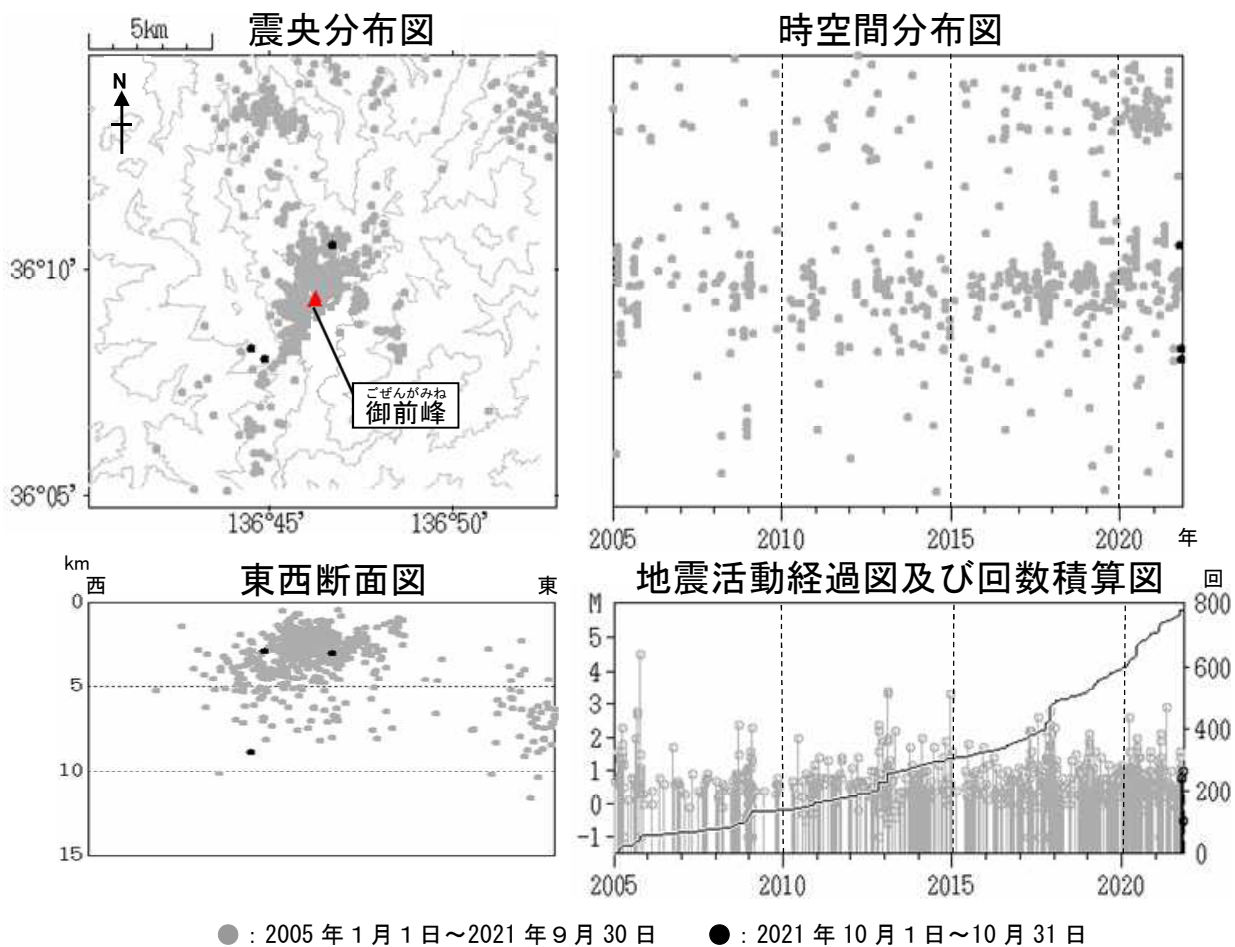 5km
震央分布図
時空間分布図
N
36°10’
ごぜんがみね
御前峰
36°05’
136°45’ 136°50’
2005 2010 2015 2020 年
東西断面図
km
西 東
0
5
10
15
地震活動経過図及び回数積算図
M 回
5
4
3
2
1
0
-1
800
600
400
200
0
2005 2010 2015 2020
●：2005 年 1 月 1 日～2021 年 9 月 30 日 ●：2021 年 10 月 1 日～10 月 31 日